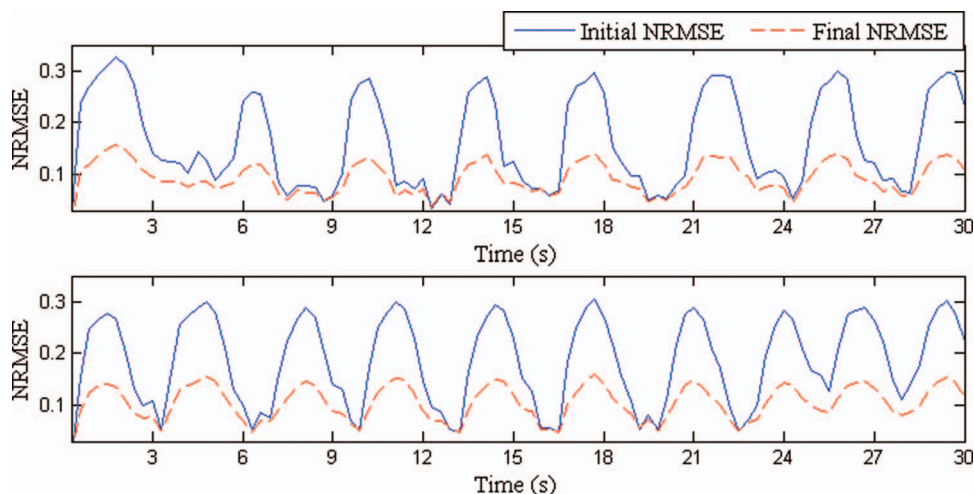 Initial NRMSE Final NRMSE
NRMSE
0.3
0.2
0.1
3 6 9 12 15 18 21 24 27 30
Time (s)
NRMSE
0.3
0.2
0.1
3 6 9 12 15 18 21 24 27 30
Time (s)